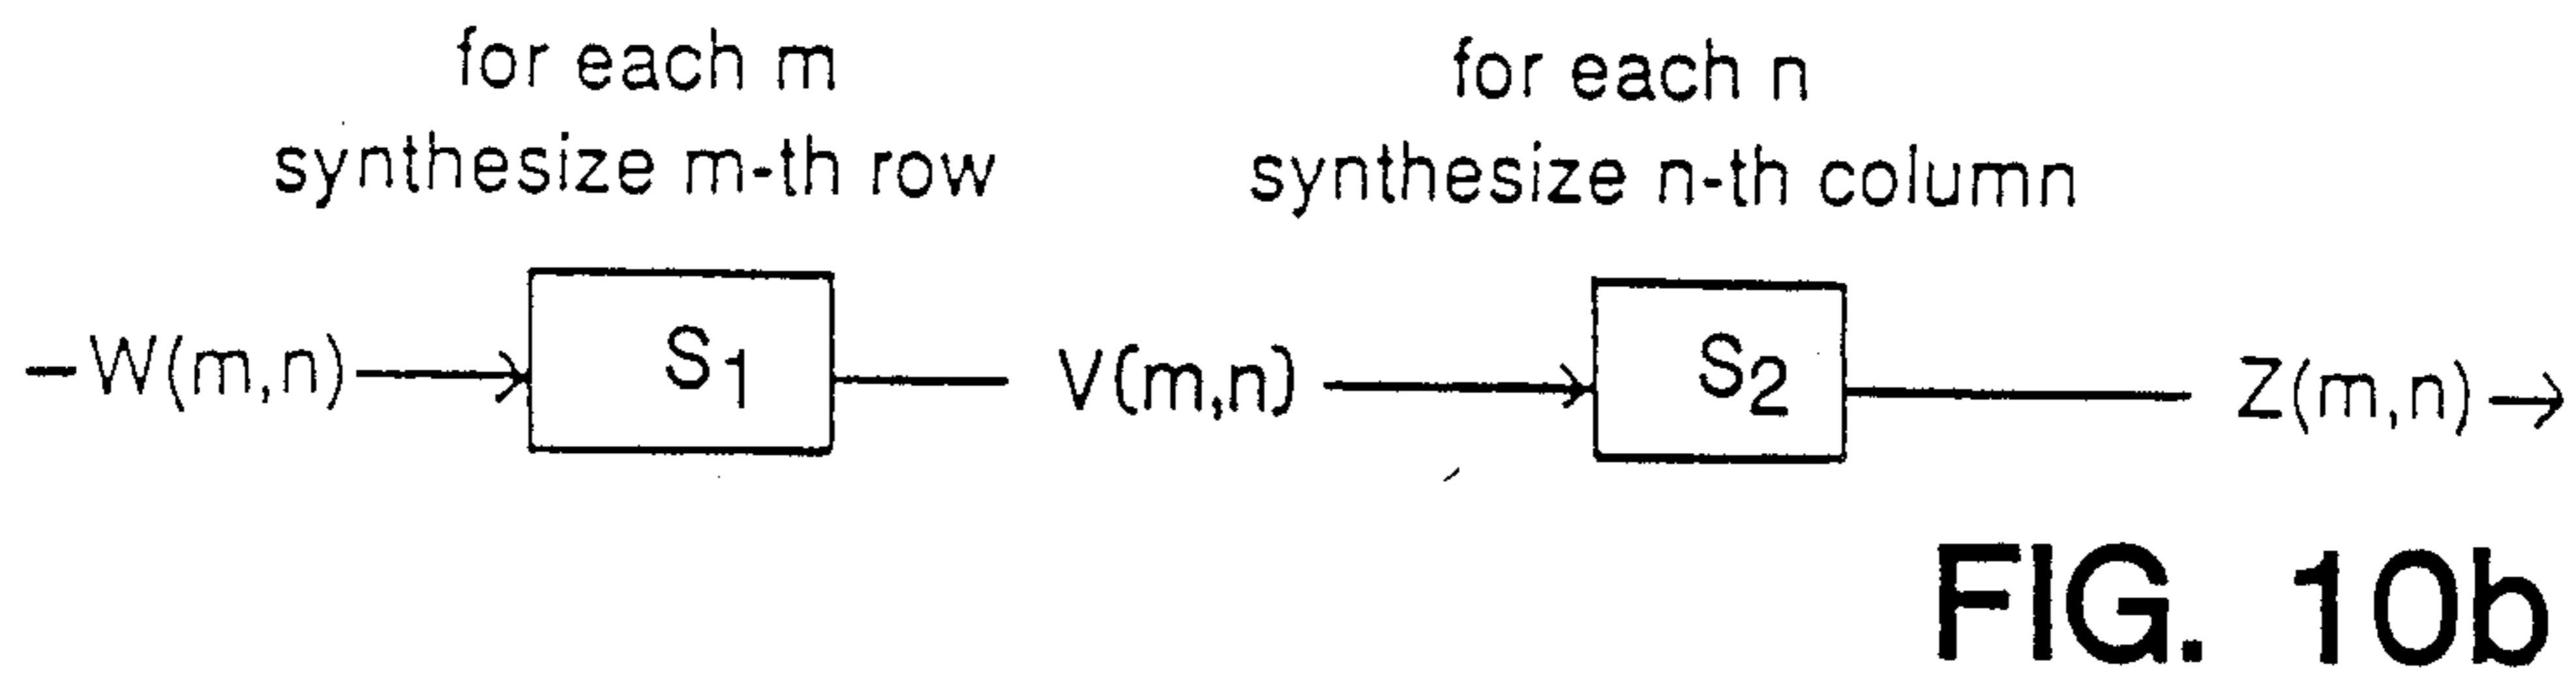 for each m
synthesize m-th row
for each n
synthesize n-th column
W(m,n)
S1
V(m,n)
S2
Z(m,n)
FIG. 10b